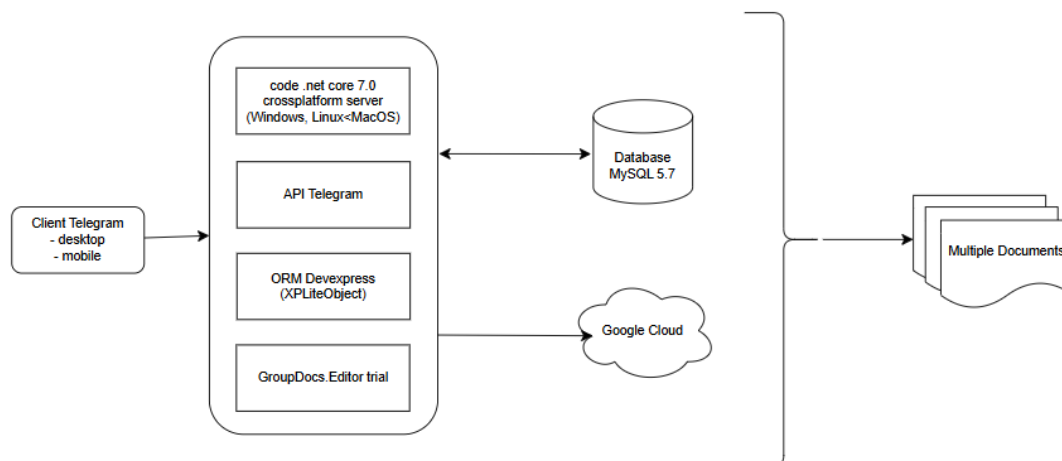 Client Telegram
- desktop
- mobile
code .net core 7.0
crossplatform server
(Windows, Linux<MacOS)
API Telegram
ORM Devexpress
(XPLiteObject)
GroupDocs.Editor trial
Database
MySQL 5.7
Google Cloud
Multiple Documents